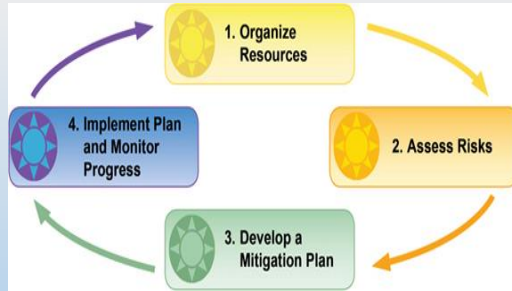 1. Organize
Resources
2. Assess Risks
3. Develop a
Mitigation Plan
4. Implement Plan
and Monitor
Progress